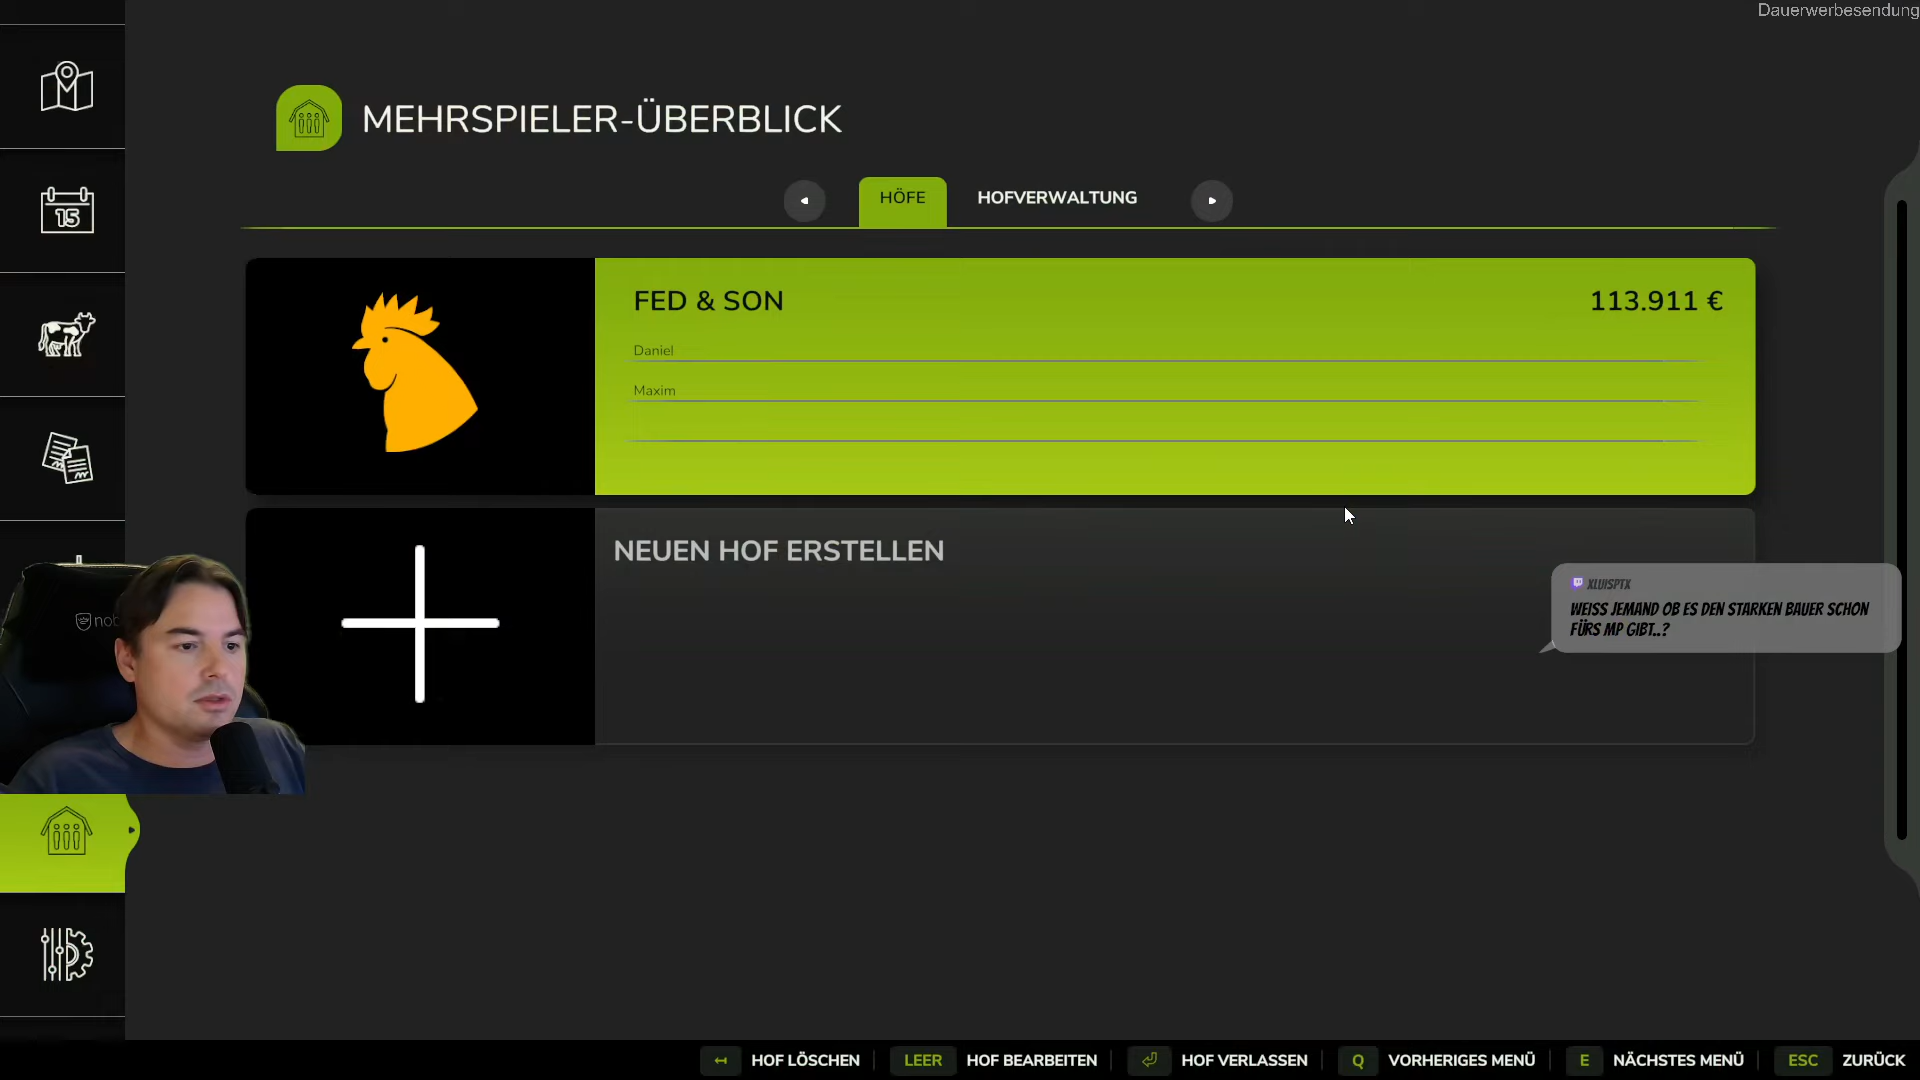 Dauerwerbesendung
15
MEHRSPIELER-ÜBERBLICK
HÖFE
HOFVERWALTUNG
FED & SON
113.911 €
Daniel
Maxim
NEUEN HOF ERSTELLEN
XLUISPTX
WEISS JEMAND OB ES DEN STARKEN BAUER SCHON
FÜRS MP GIBT..?
HOF LÖSCHEN
LEER HOF BEARBEITEN
HOF VERLASSEN
Q VORHERIGES MENÜ
E NÄCHSTES MENÜ
ESC ZURÜCK